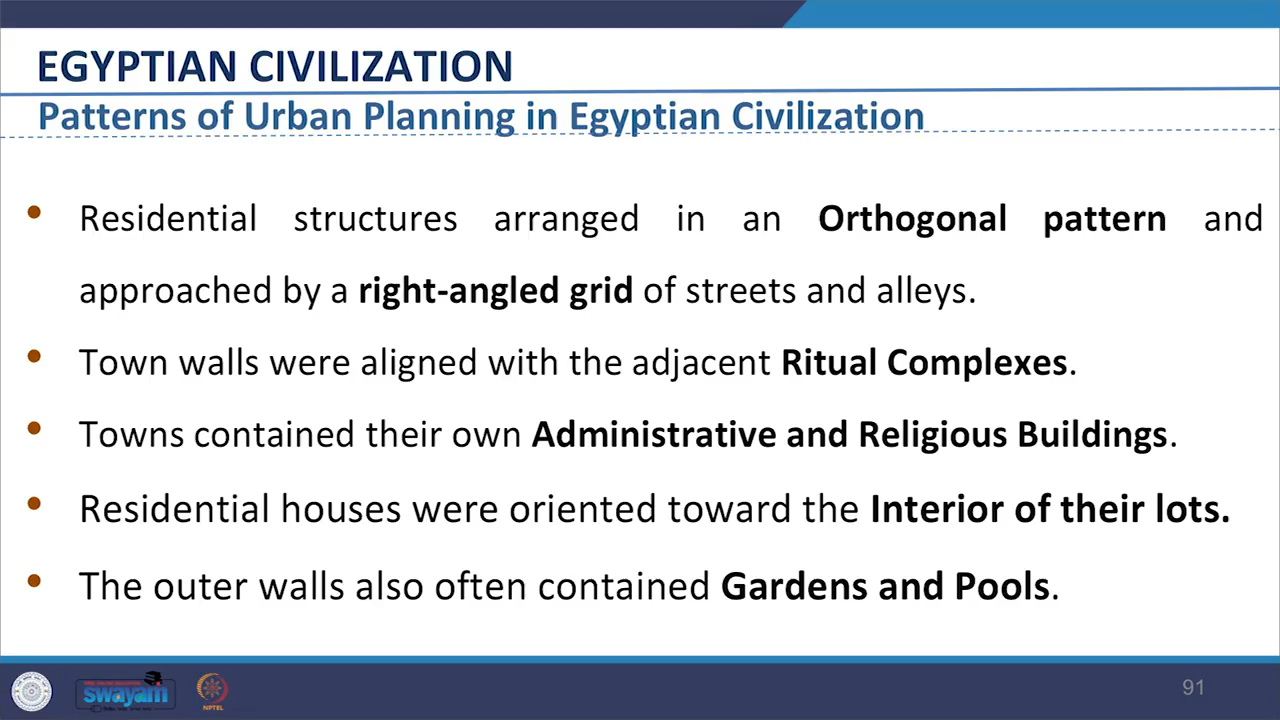 EGYPTIAN CIVILIZATION
Patterns of Urban Planning in Egyptian Civilization
• Residential structures arranged in an Orthogonal pattern and
approached by a right-angled grid of streets and alleys.
• Town walls were aligned with the adjacent Ritual Complexes.
• Towns contained their own Administrative and Religious Buildings.
• Residential houses were oriented toward the Interior of their lots.
• The outer walls also often contained Gardens and Pools.
swayam
NPTEL
91